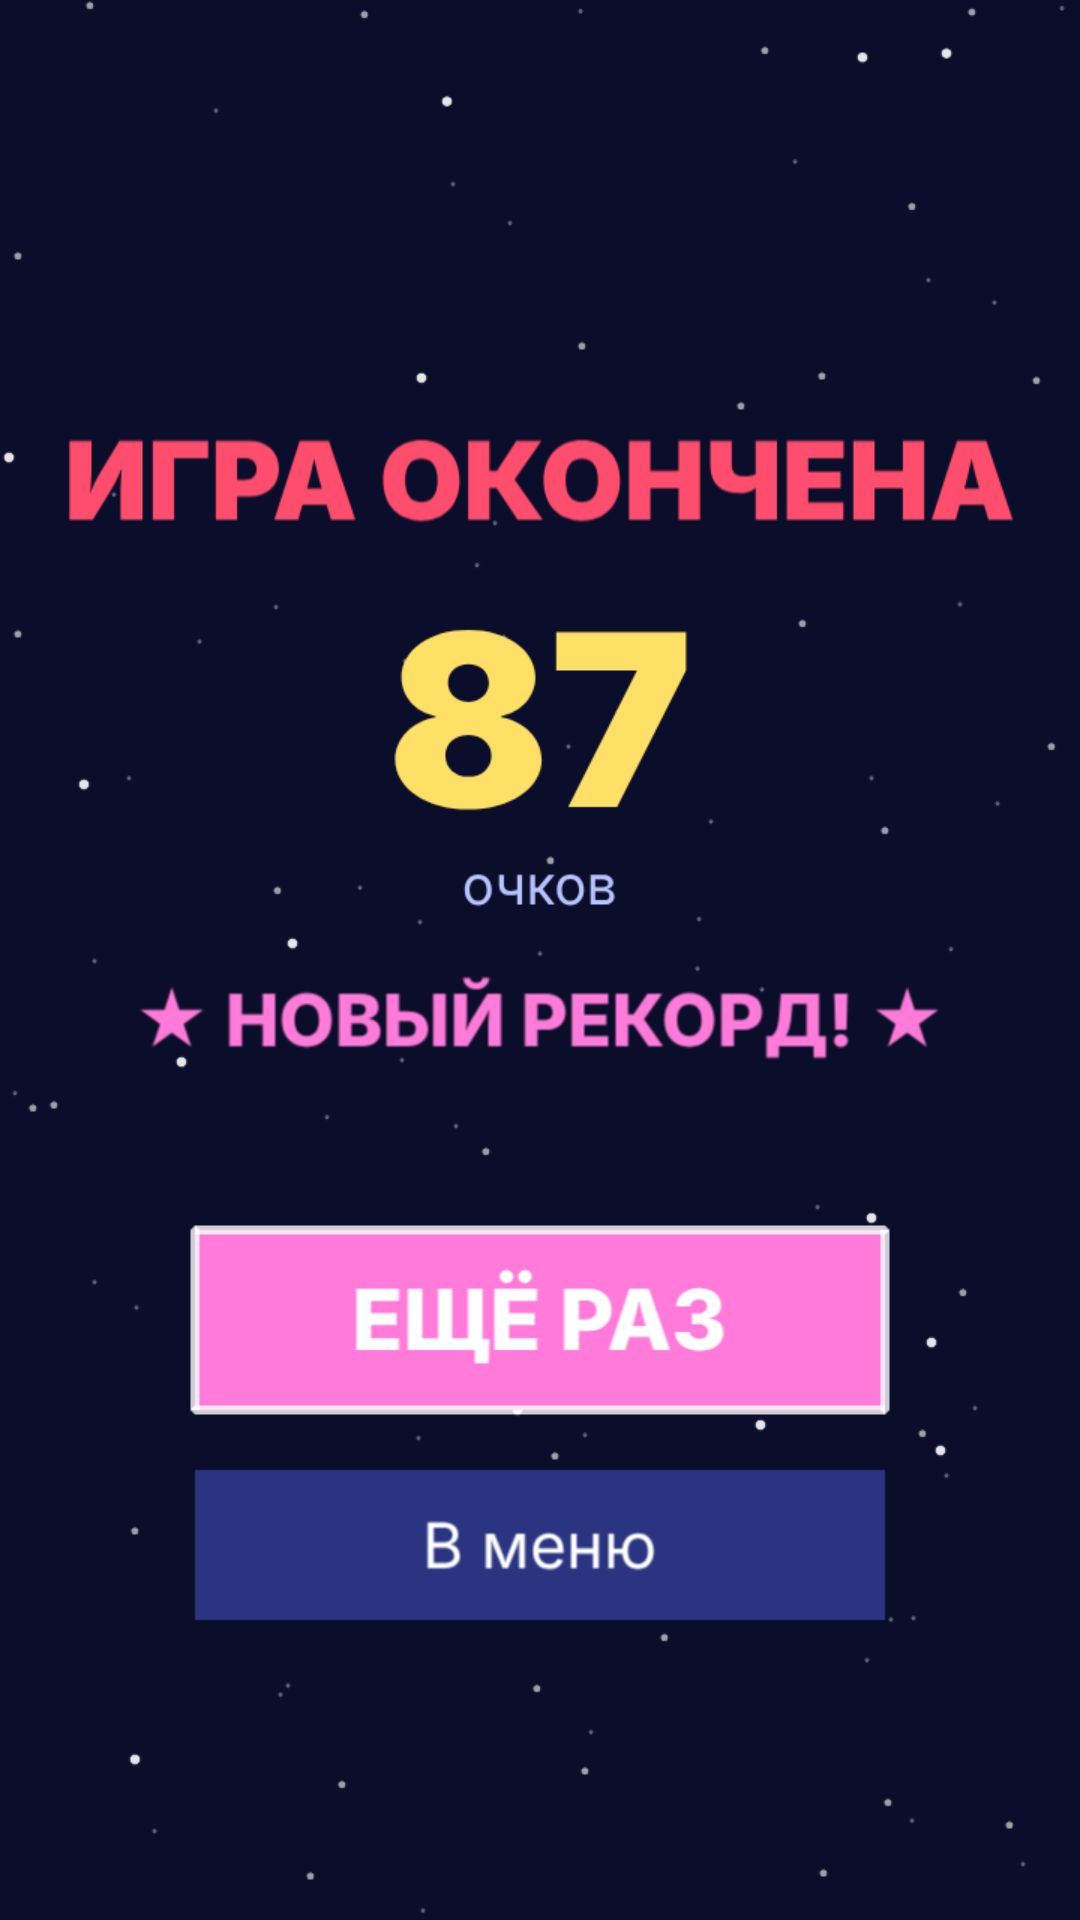 ИГРА ОКОНЧЕНА
87
очков
★ НОВЫЙ РЕКОРД! ★
ЕЩЁ РАЗ
В меню